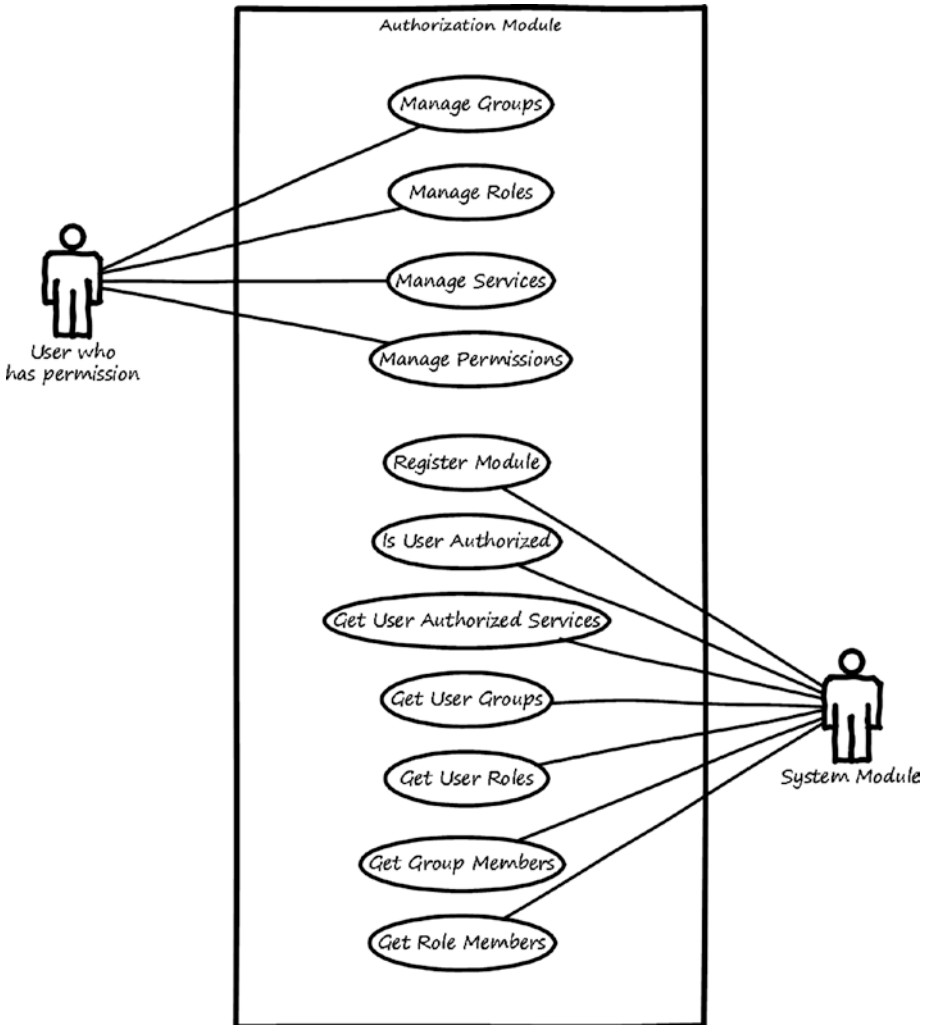 Authorization Module
Manage Groups
Manage Roles
Manage Services
User who
has permission
Manage Permissions
Register Module
Is User Authorized
Get User Authorized Services
Get User Groups
Get User Roles
System Module
Get Group Members
Get Role Members